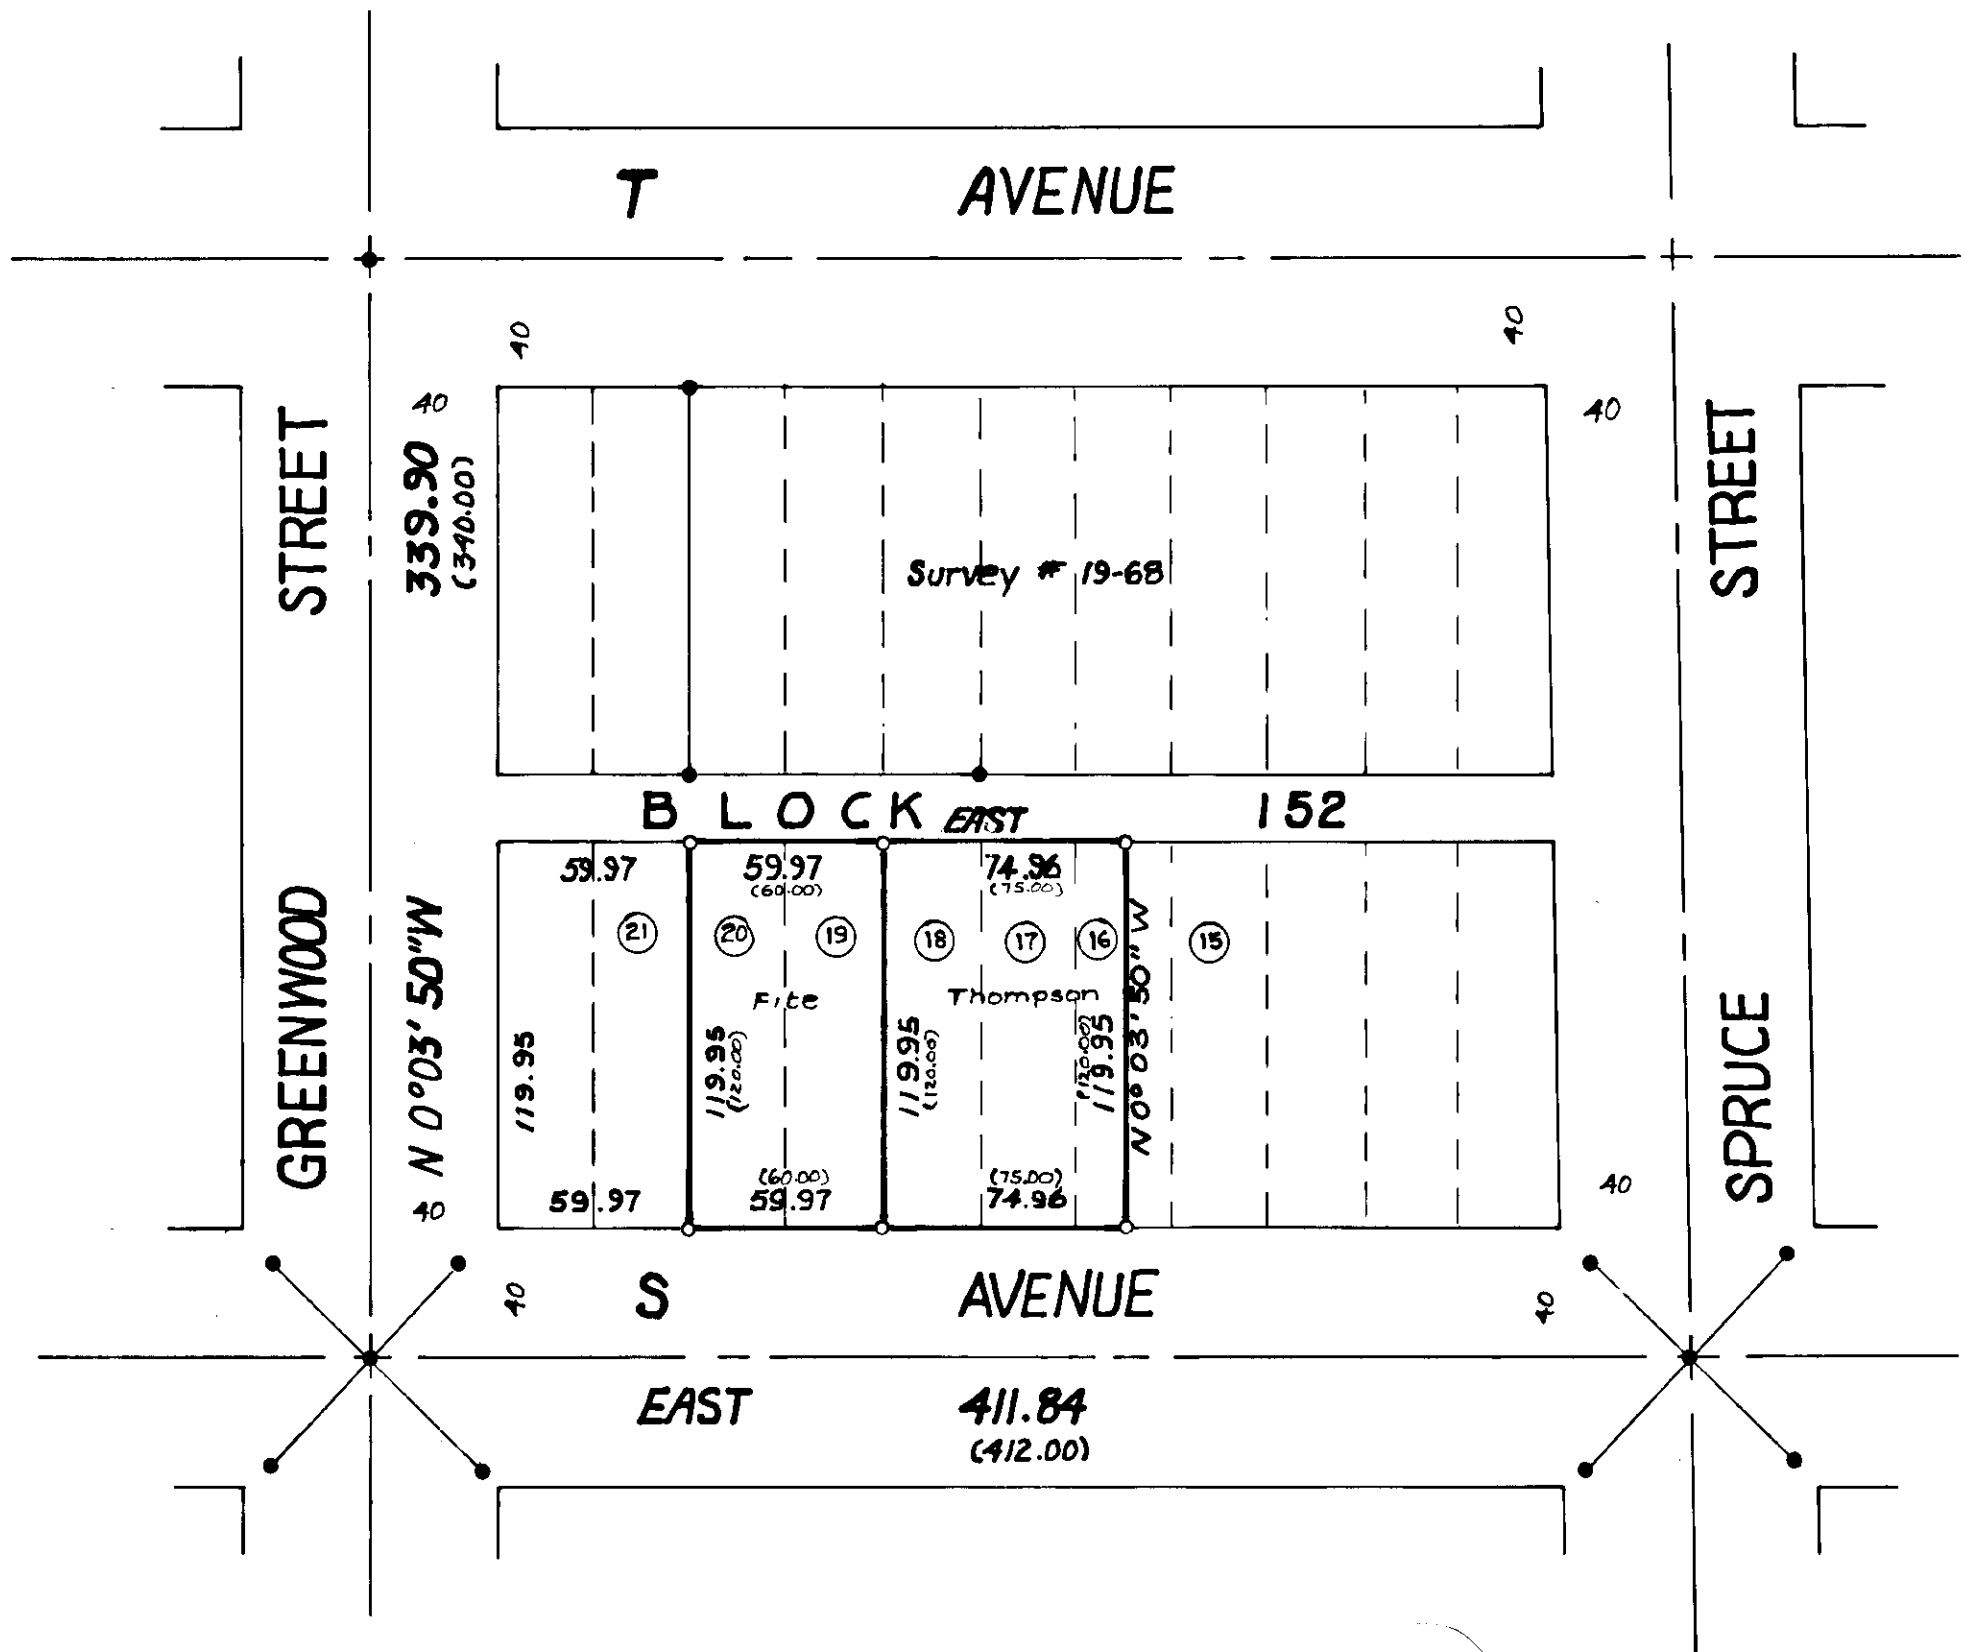 T AVENUE
40 40
40 40
STREET STREET
339.90
(340.00)
Survey # 19-68
BLOCK 152
EAST
59.97 59.97 74.96
(60.00) (75.00)
21 20 19 18 17 16 15
Fite Thompson
GREENWOOD SPRUCE
N 0°03'50"W
N 0°03'50"W
119.95 119.95 119.95 119.95
(120.00) (120.00) (120.00)
(60.00) (75.00)
59.97 59.97 74.96
40 40
40 40
S AVENUE
EAST 411.84
(412.00)